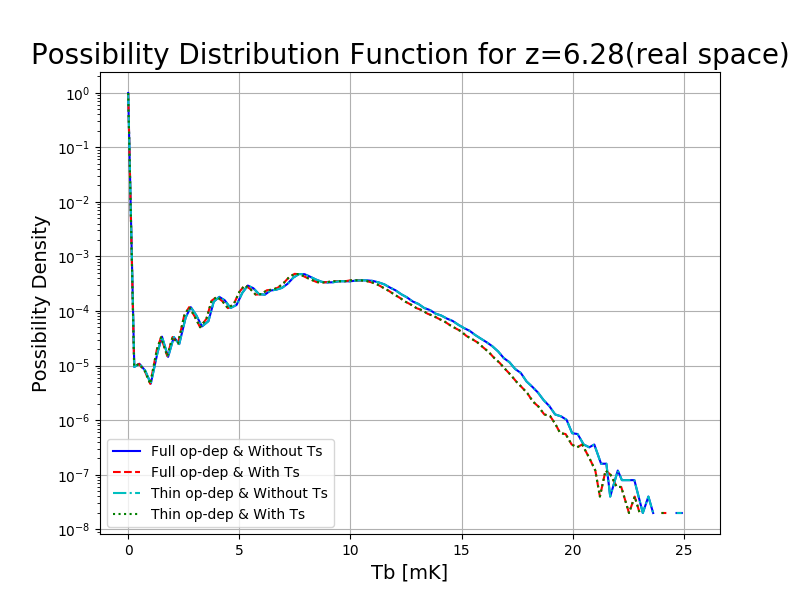 Possibility Distribution Function for z=6.28(real space)
Possibility Density
10⁰
10⁻¹
10⁻²
10⁻³
10⁻⁴
10⁻⁵
10⁻⁶
10⁻⁷
10⁻⁸
Full op-dep & Without Ts
Full op-dep & With Ts
Thin op-dep & Without Ts
Thin op-dep & With Ts
0 5 10 15 20 25
Tb [mK]